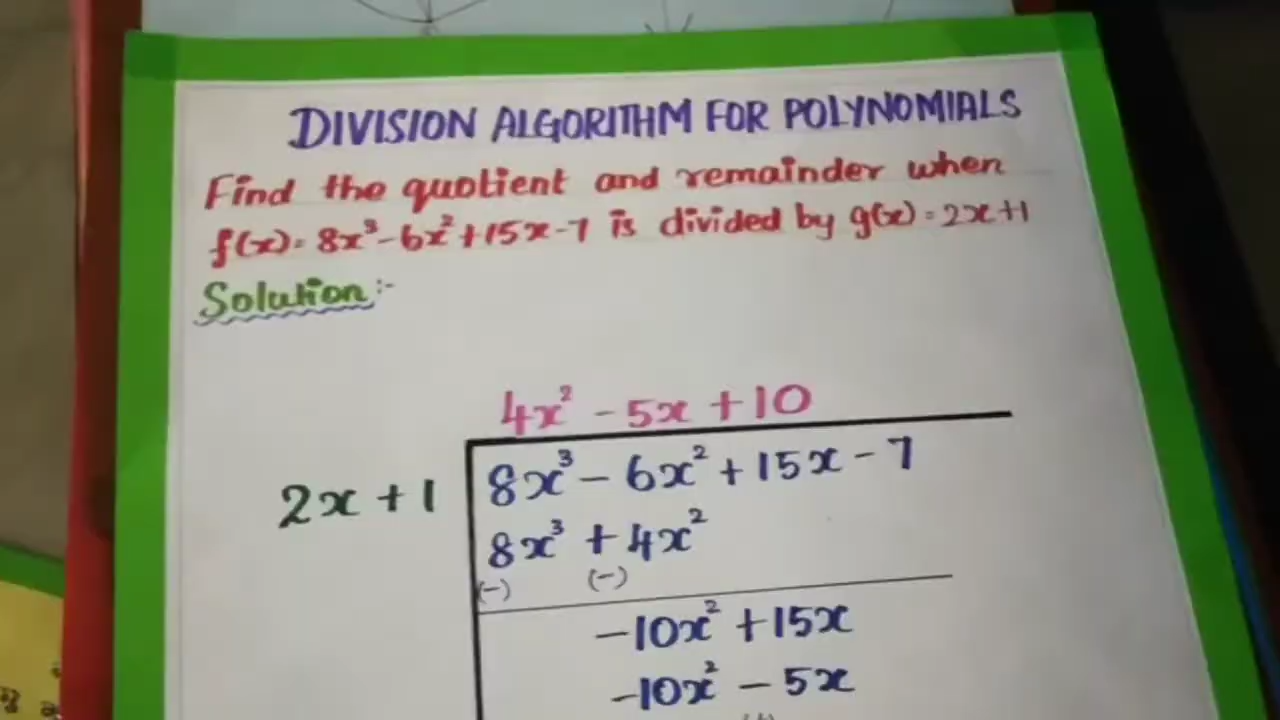 DIVISION ALGORITHM FOR POLYNOMIALS
Find the quotient and remainder when
f(x) = 8x³ - 6x² + 15x - 7 is divided by g(x) = 2x+1
Solution :-
4x² - 5x + 10
2x + 1 | 8x³ - 6x² + 15x - 7
8x³ + 4x²
(-) (-)
-10x² + 15x
-10x² - 5x